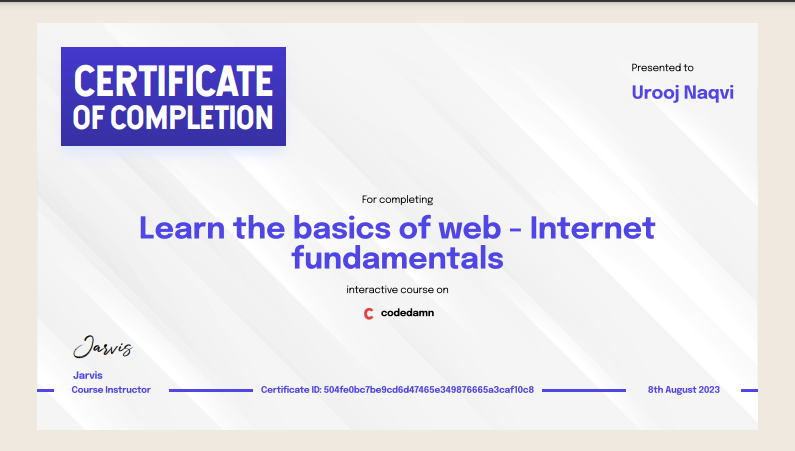 CERTIFICATE
OF COMPLETION
Presented to
Urooj Naqvi
For completing
Learn the basics of web - Internet
fundamentals
interactive course on
codedamn
Jarvis
Jarvis
Course Instructor
Certificate ID: 504fe0bc7be9cd6d47465e349876665a3caf10c8
8th August 2023